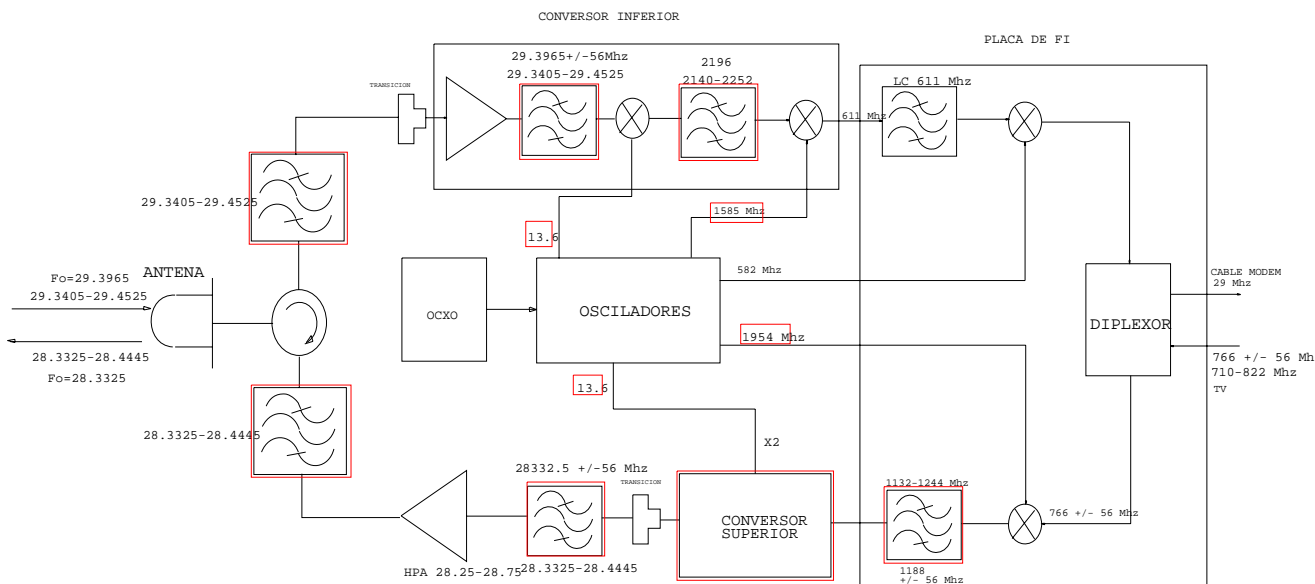 CONVERSOR INFERIOR
PLACA DE FI
29.3965+/-56Mhz
29.3405-29.4525
2196
2140-2252
LC 611 Mhz
TRANSICION
611 Mhz
29.3405-29.4525
1585 Mhz
13.6
ANTENA
Fo=29.3965
29.3405-29.4525
28.3325-28.4445
Fo=28.3325
OCXO
OSCILADORES
582 Mhz
1954 Mhz
CABLE MODEM
29 Mhz
DIPLEXOR
766 +/- 56 Mh
710-822 Mhz
TV
13.6
28.3325-28.4445
X2
28332.5 +/-56 Mhz
TRANSICION
1132-1244 Mhz
CONVERSOR
SUPERIOR
766 +/- 56 Mhz
HPA 28.25-28.75
28.3325-28.4445
1188
+/- 56 Mhz